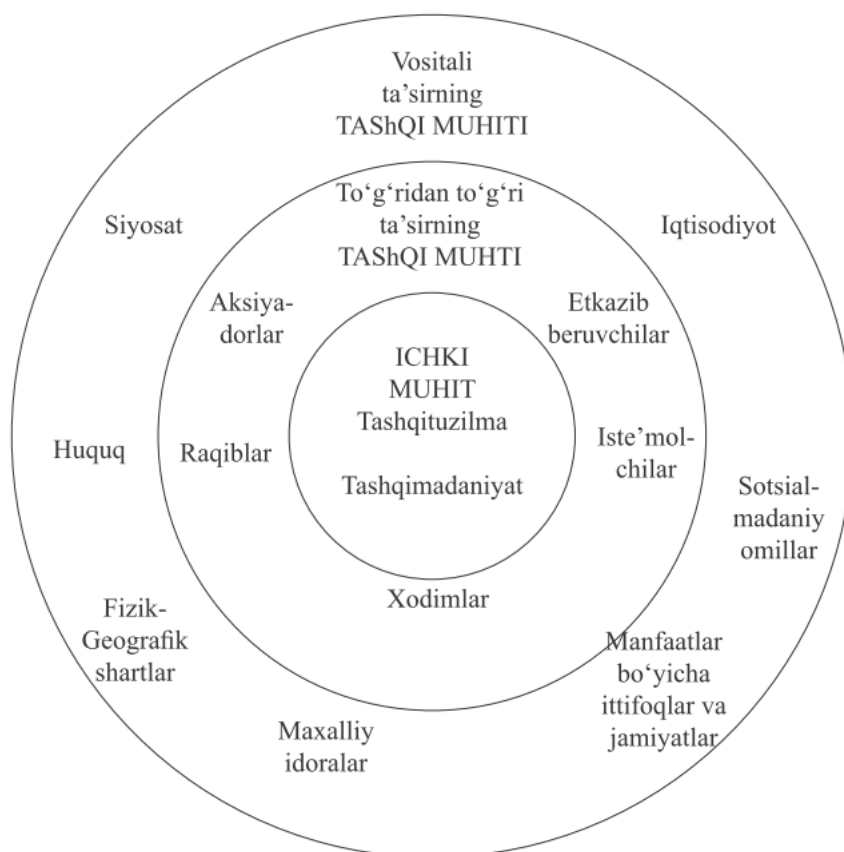 Vositali
ta’sirning
TAShQI MUHITI
To‘g‘ridan to‘g‘ri
ta’sirning
TAShQI MUHTI
Siyosat
Iqtisodiyot
Aksiya-
dorlar
Etkazib
beruvchilar
ICHKI
MUHIT
Tashqituzilma
Tashqimadaniyat
Huquq
Raqiblar
Iste’mol-
chilar
Sotsial-
madaniy
omillar
Xodimlar
Fizik-
Geografik
shartlar
Manfaatlar
bo‘yicha
ittifoqlar va
jamiyatlar
Maxalliy
idoralar